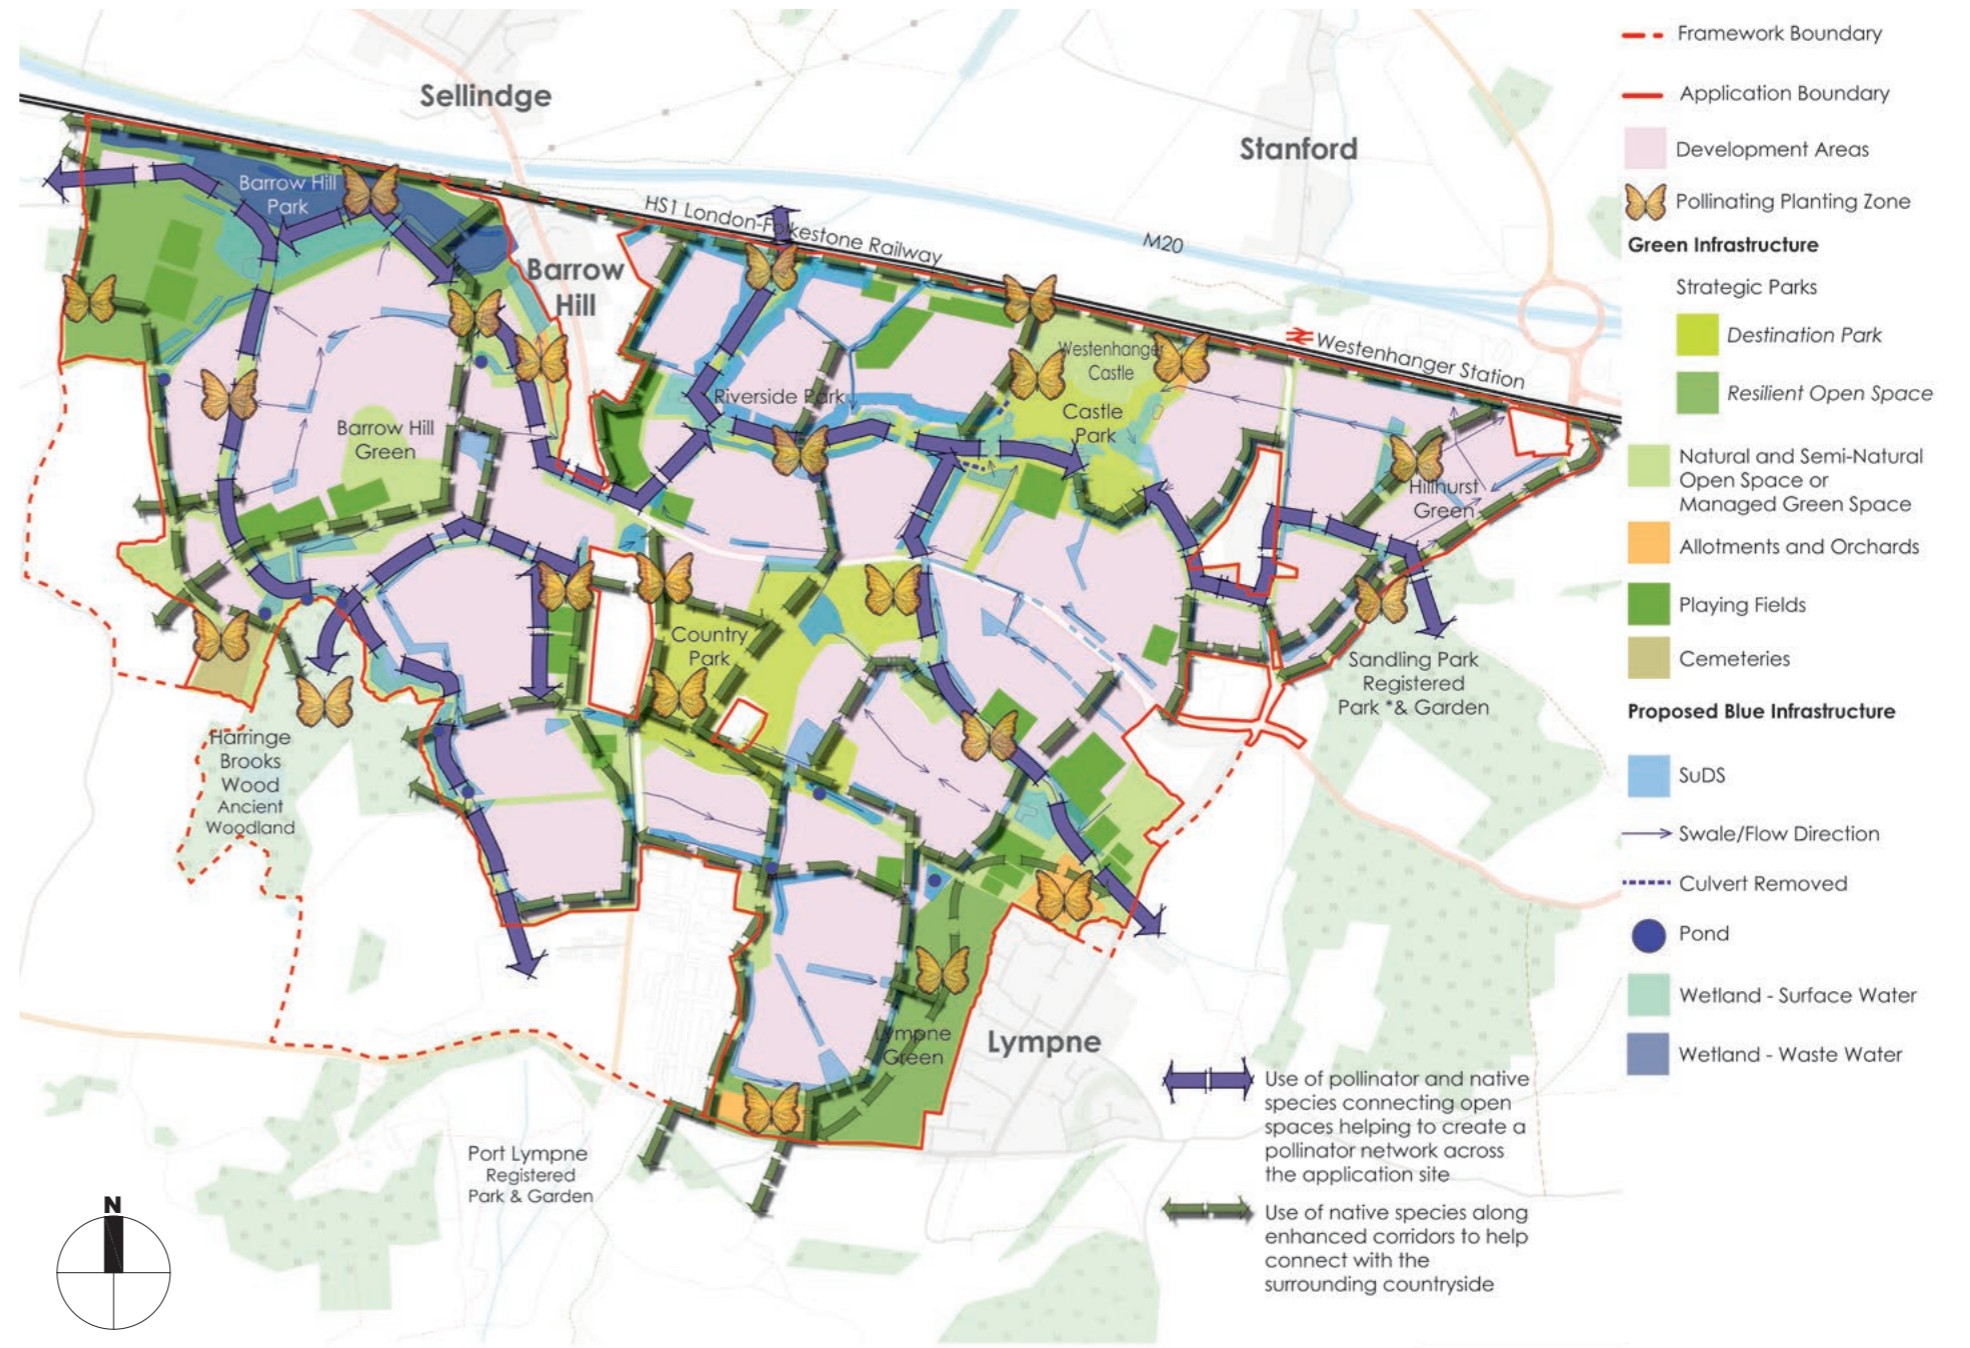 Sellindge
Stanford
HS1 London-Folkestone Railway
M20
Westenhanger Station
Barrow Hill
Park
Barrow
Hill
Barrow Hill
Green
Riverside Park
Westenhanger
Castle
Castle
Park
Hillhurst
Green
Country
Park
Sandling Park
Registered
Park *& Garden
Harringe
Brooks
Wood
Ancient
Woodland
Lympne
Green
Lympne
Port Lympne
Registered
Park & Garden
N
Framework Boundary
Application Boundary
Development Areas
Pollinating Planting Zone
Green Infrastructure
Strategic Parks
Destination Park
Resilient Open Space
Natural and Semi-Natural
Open Space or
Managed Green Space
Allotments and Orchards
Playing Fields
Cemeteries
Proposed Blue Infrastructure
SuDS
Swale/Flow Direction
Culvert Removed
Pond
Wetland - Surface Water
Wetland - Waste Water
Use of pollinator and native
species connecting open
spaces helping to create a
pollinator network across
the application site
Use of native species along
enhanced corridors to help
connect with the
surrounding countryside